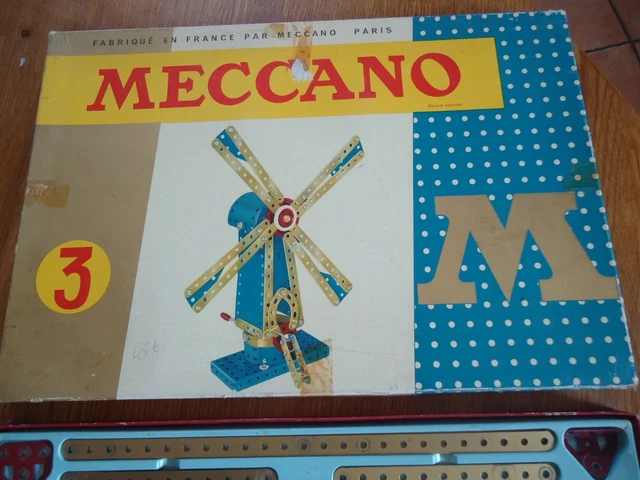 FABRIQUÉ EN FRANCE PAR MECCANO PARIS
MECCANO
3
M